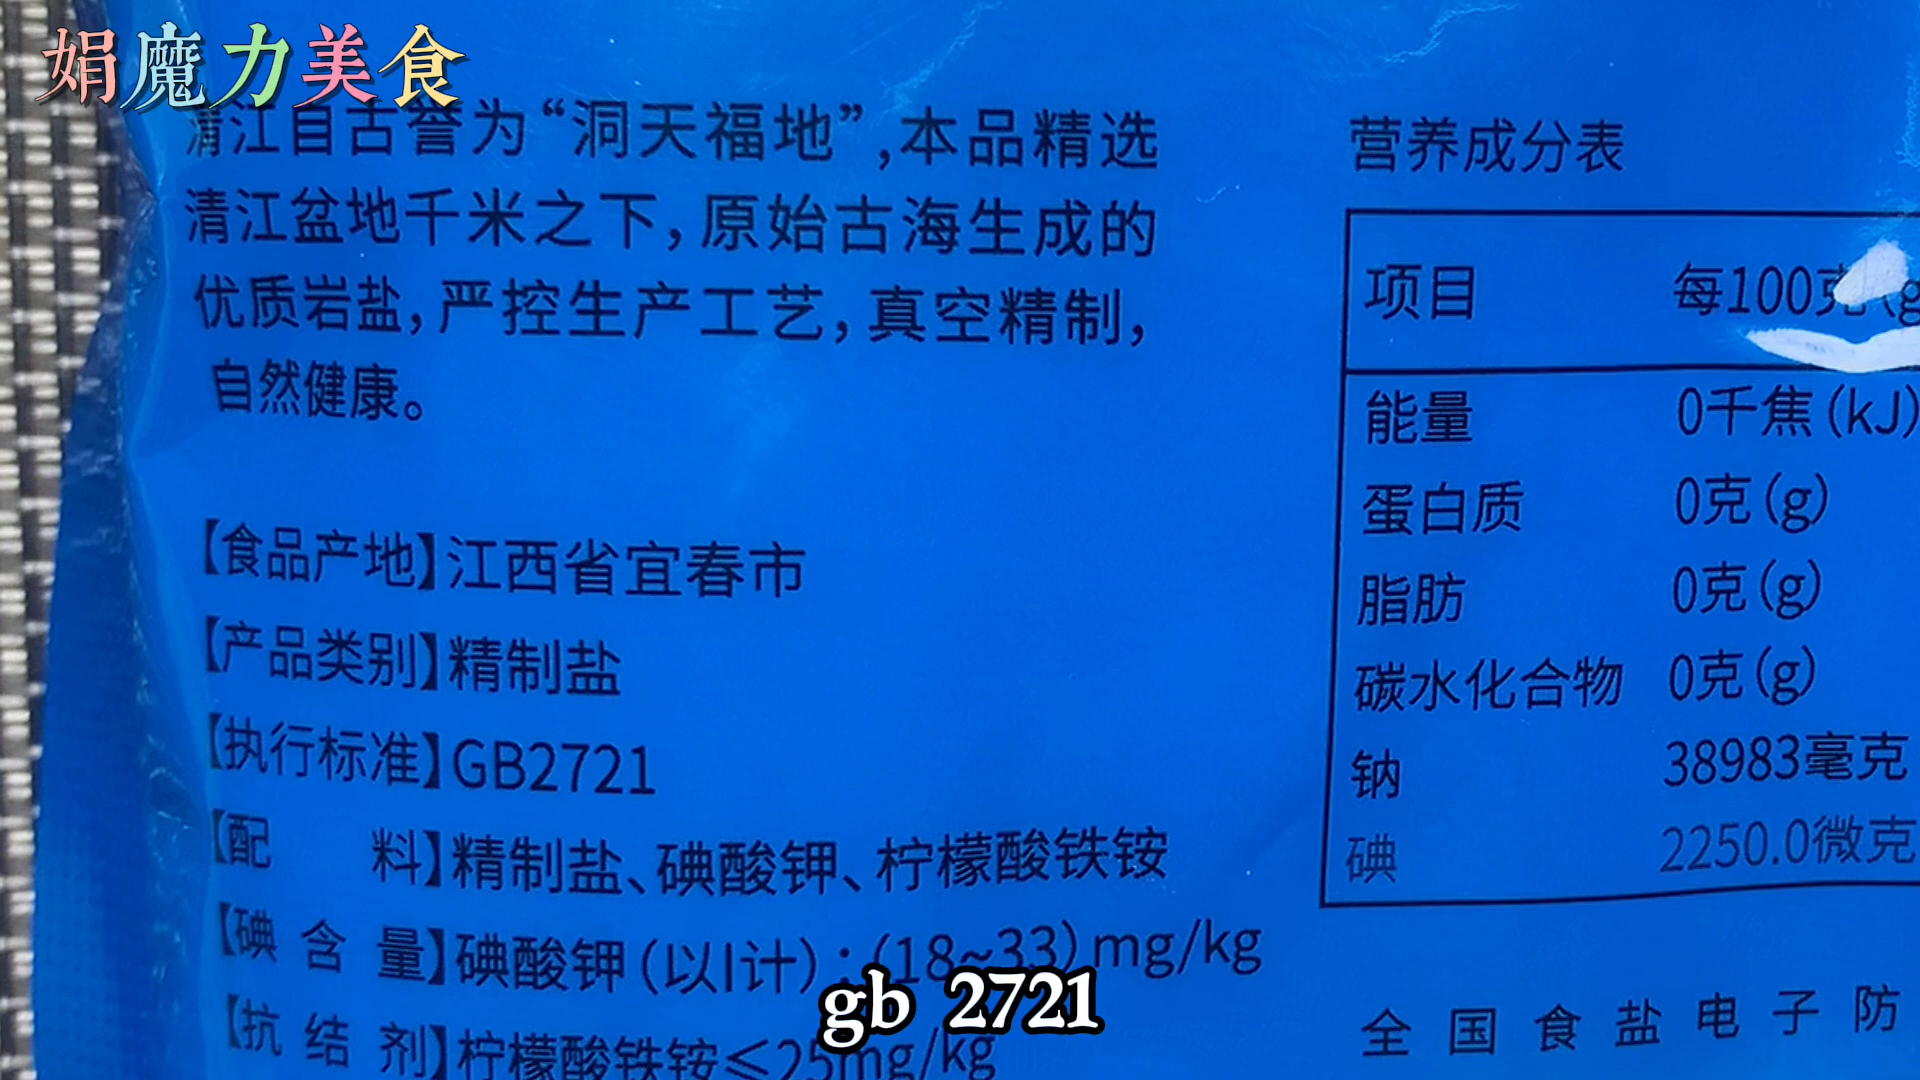 娟魔力美食
清江自古誉为“洞天福地”,本品精选
清江盆地千米之下,原始古海生成的
优质岩盐,严控生产工艺,真空精制,
自然健康。
【食品产地】江西省宜春市
【产品类别】精制盐
【执行标准】GB2721
【配 料】精制盐、碘酸钾、柠檬酸铁铵
【碘 含 量】碘酸钾(以I计):(18~33)mg/kg
【抗 结 剂】柠檬酸铁铵≤25mg/kg
营养成分表
项目 每100克(g
能量 0千焦(kJ)
蛋白质 0克(g)
脂肪 0克(g)
碳水化合物 0克(g)
钠 38983毫克
碘 2250.0微克
全国食盐电子防
gb 2721